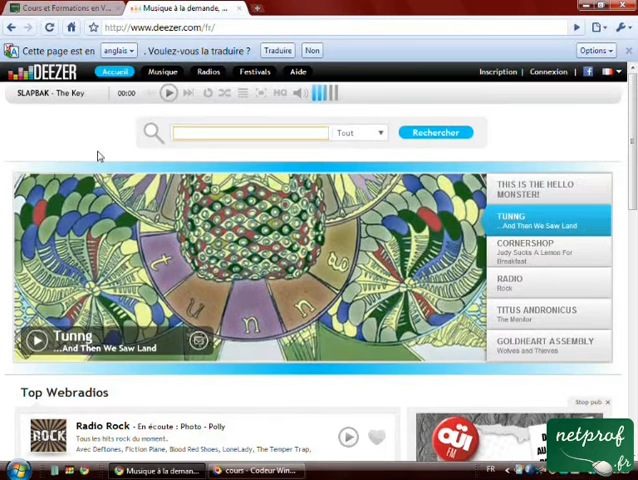 Cours et Formations en V...
Musique à la demande, ...
http://www.deezer.com/fr/
Cette page est en anglais . Voulez-vous la traduire ? Traduire Non Options
DEEZER Accueil Musique Radios Festivals Aide Inscription Connexion
SLAPBAK - The Key 00:00 HQ
Tout Rechercher
THIS IS THE HELLO
MONSTER!
TUNNG
...And Then We Saw Land
CORNERSHOP
Judy Sucks A Lemon For
Breakfast
RADIO
Rock
TITUS ANDRONICUS
The Monitor
GOLDHEART ASSEMBLY
Wolves and Thieves
t u n n g
Tunng
...And Then We Saw Land
Top Webradios
Stop pub x
ROCK
Radio Rock - En écoute : Photo - Polly
Tous les hits rock du moment.
Avec Deftones, Fiction Plane, Blood Red Shoes, LoneLady, The Temper Trap,
OÜI
FM
netprof
.fr
Musique à la deman...
cours - Codeur Win...
FR